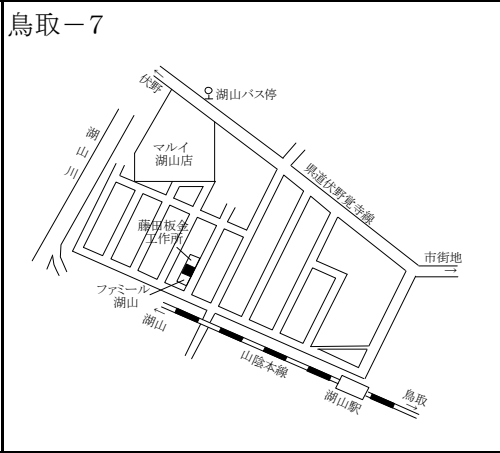 鳥取－7
伏野
湖山バス停
湖山川
マルイ
湖山店
県道伏野覚寺線
藤田板金
工作所
市街地
ファミール
湖山
湖山
山陰本線
湖山駅
鳥取